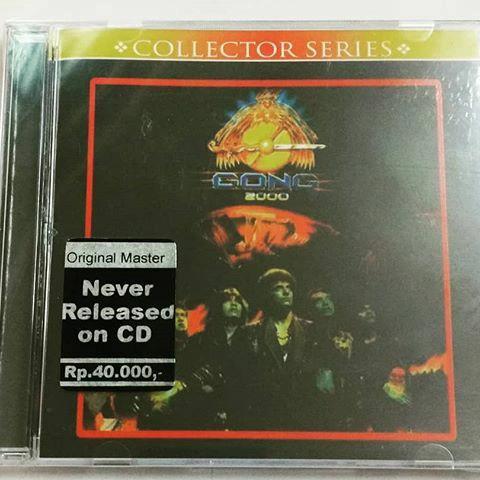 COLLECTOR SERIES
GONG
2000
Original Master
Never
Released
on CD
Rp.40.000,-